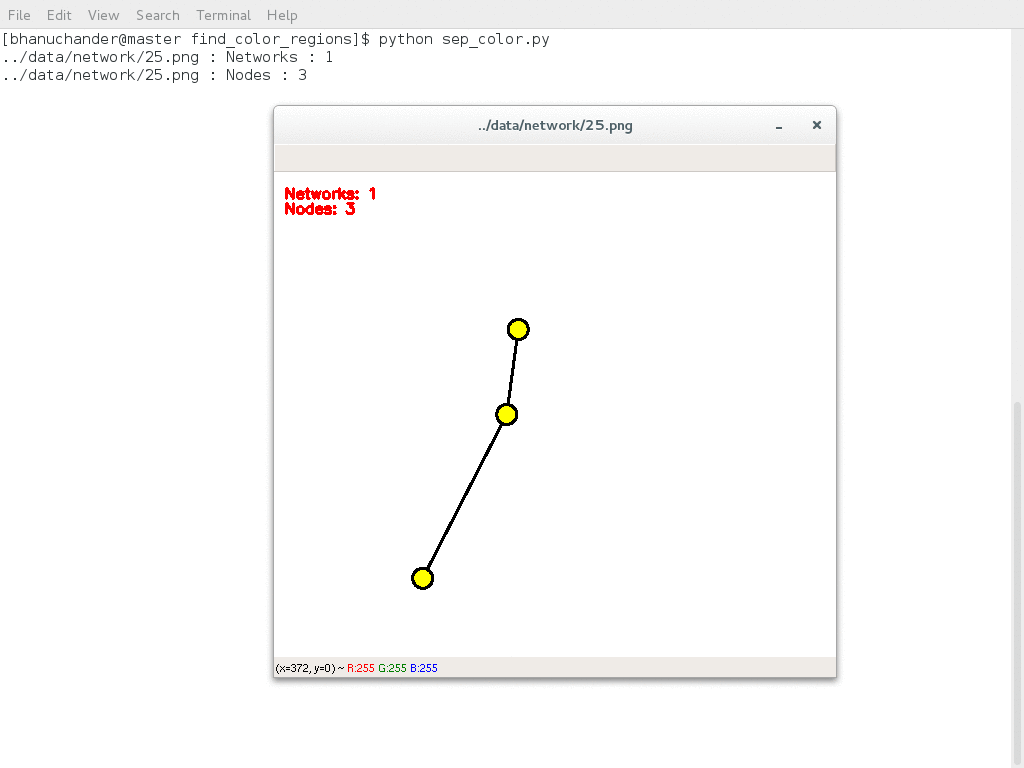 File Edit View Search Terminal Help
[bhanuchander@master find_color_regions]$ python sep_color.py
../data/network/25.png : Networks : 1
../data/network/25.png : Nodes : 3
../data/network/25.png
Networks: 1
Nodes: 3
(x=372, y=0) ~ R:255 G:255 B:255